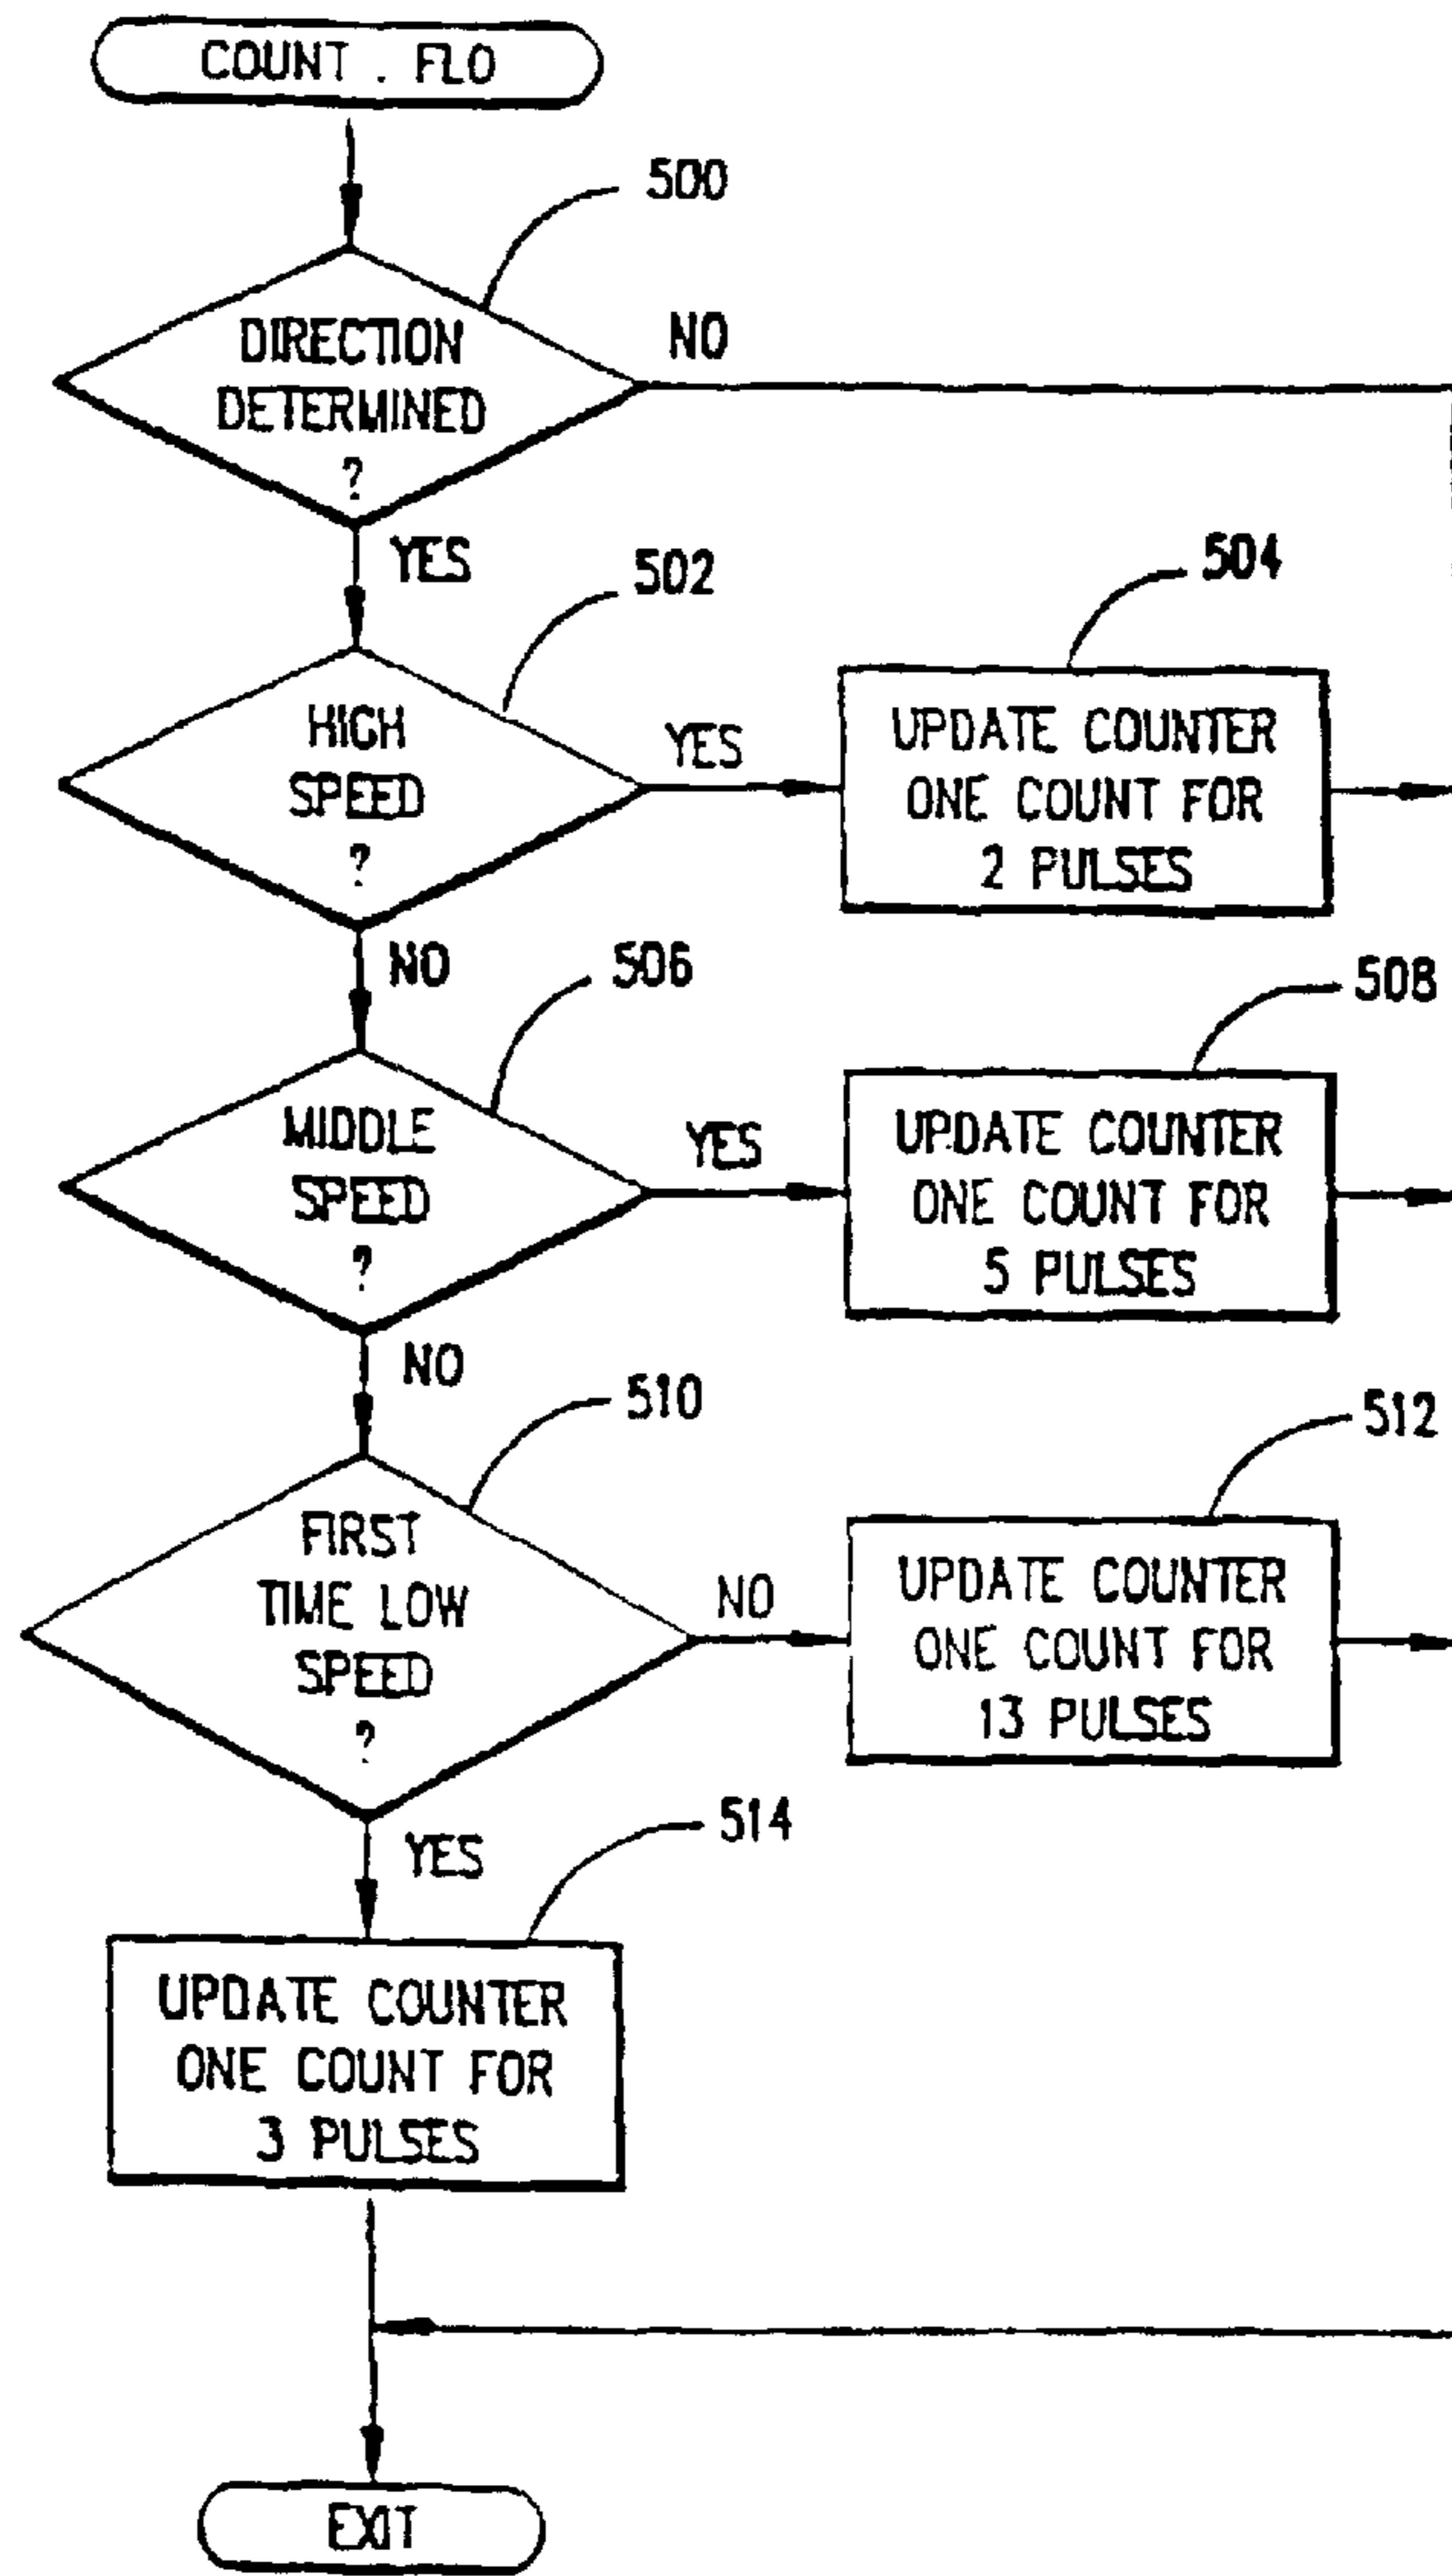 COUNT . FLO
500
DIRECTION
DETERMINED
?
NO
YES
502
HIGH
SPEED
?
YES
504
UPDATE COUNTER
ONE COUNT FOR
2 PULSES
NO
506
MIDDLE
SPEED
?
YES
508
UPDATE COUNTER
ONE COUNT FOR
5 PULSES
NO
510
FIRST
TIME LOW
SPEED
?
NO
512
UPDATE COUNTER
ONE COUNT FOR
13 PULSES
YES
514
UPDATE COUNTER
ONE COUNT FOR
3 PULSES
EXIT